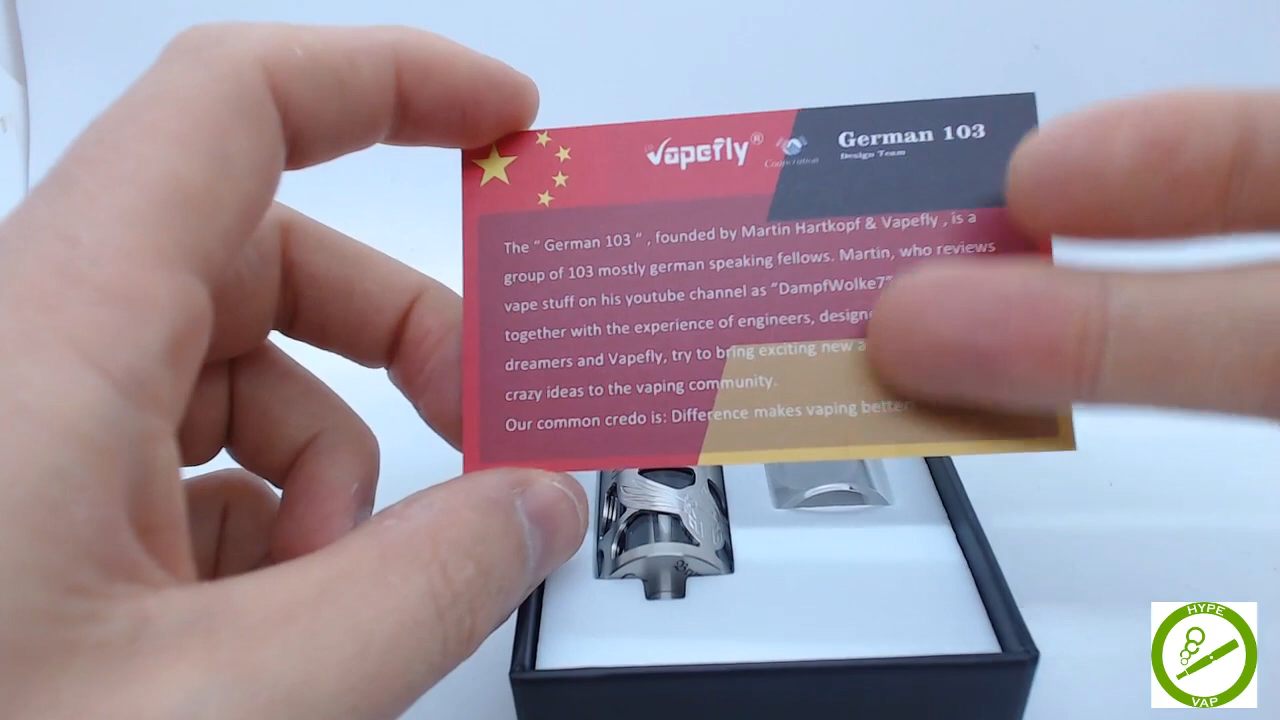 Vapefly®
Cooperation
German 103
Design Team
The “ German 103 ” , founded by Martin Hartkopf & Vapefly , is a
group of 103 mostly german speaking fellows. Martin, who reviews
vape stuff on his youtube channel as “DampfWolke7”
together with the experience of engineers,
dreamers and Vapefly, try to bring exciting new
crazy ideas to the vaping community.
Our common credo is: Difference makes vaping better
HYPE
VAP